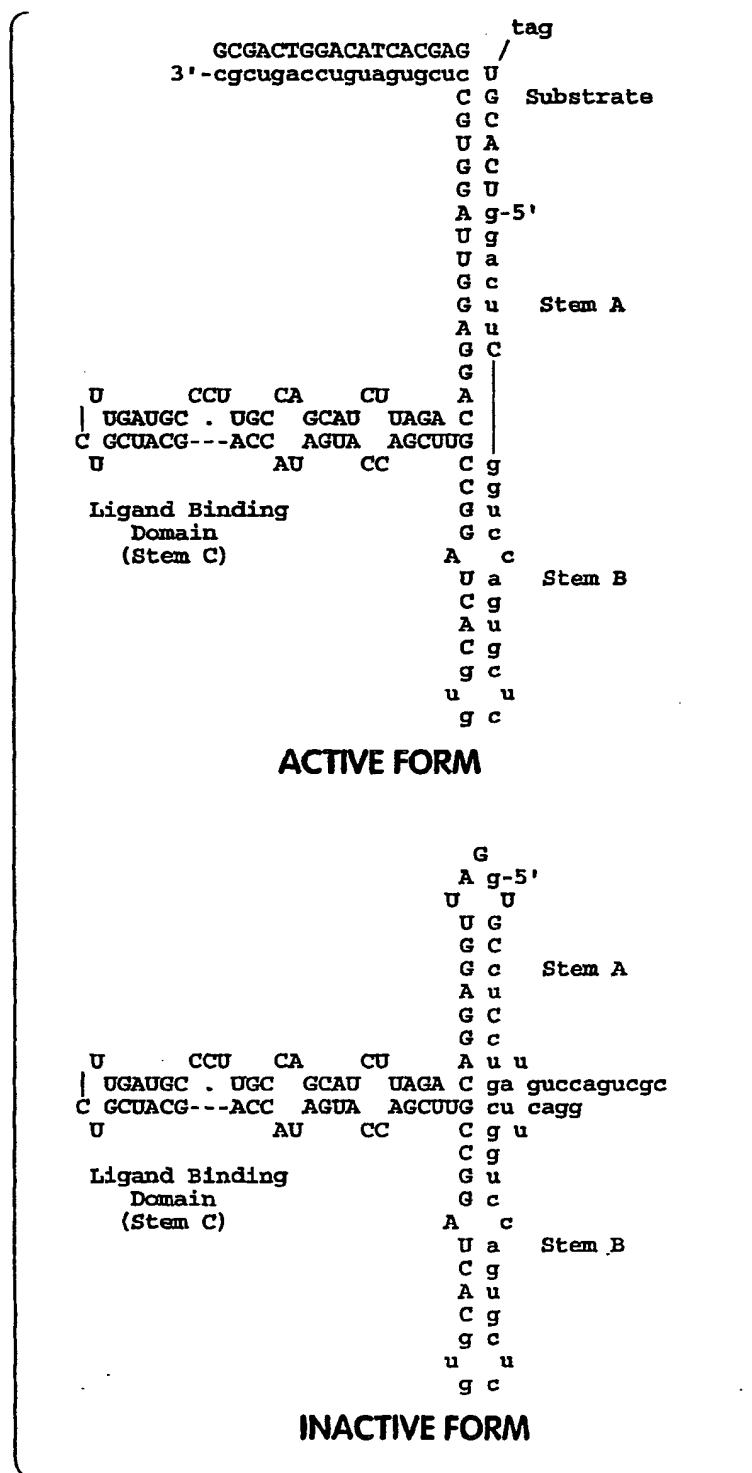 tag
GCGACTGGACATCACGAG
3'-cgcugaccuguagugcuc U
C G Substrate
G C
U A
G C
G U
A g-5'
U g
U a
G c
G u Stem A
A u
G C
G
U CCU CA CU A
UGAUGC . UGC GCAU UAGA C
C GCUACG---ACC AGUA AGCUUG
U AU CC C g
C g
Ligand Binding G u
Domain G c
(Stem C) A c
U a Stem B
C g
A u
C g
g c
u u
g c
ACTIVE FORM
G
A g-5'
U U
U G
G C
G c Stem A
A u
G C
G c
U CCU CA CU A u u
UGAUGC . UGC GCAU UAGA C ga guccagucgc
C GCUACG---ACC AGUA AGCUUG cu cagg
U AU CC C g u
C g
Ligand Binding G u
Domain G c
(Stem C) A c
U a Stem B
C g
A u
C g
g c
u u
g c
INACTIVE FORM